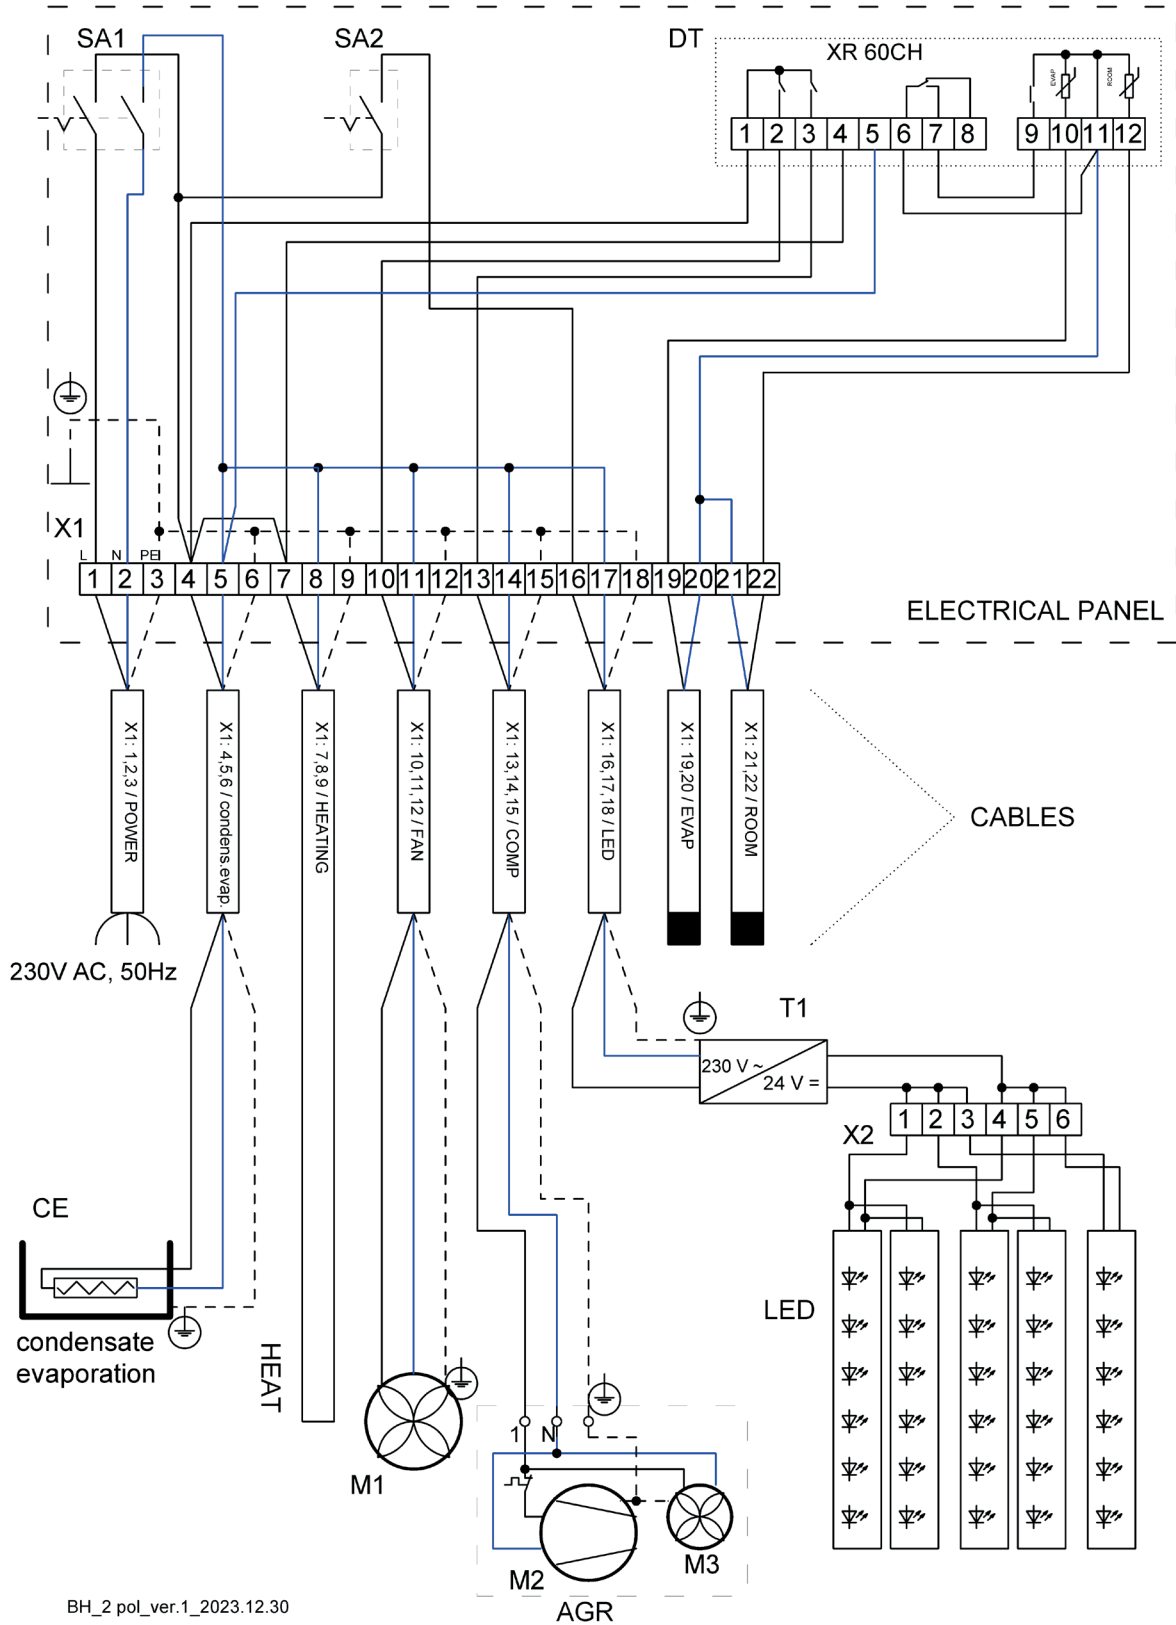 SA1
SA2
DT
XR 60CH
EVAP
ROOM
1 2 3 4 5 6 7 8
9 10 11 12
X1
L N PE
1 2 3 4 5 6 7 8 9 10 11 12 13 14 15 16 17 18 19 20 21 22
ELECTRICAL PANEL
X1: 1,2,3 / POWER
X1: 4,5,6 / condens.evap.
X1: 7,8,9 / HEATING
X1: 10,11,12 / FAN
X1: 13,14,15 / COMP
X1: 16,17,18 / LED
X1: 19,20 / EVAP
X1: 21,22 / ROOM
CABLES
230V AC, 50Hz
T1
230 V ~
24 V =
X2
1 2 3 4 5 6
CE
condensate
evaporation
HEAT
LED
M1
1 N
M2
M3
AGR
BH_2 pol_ver.1_2023.12.30